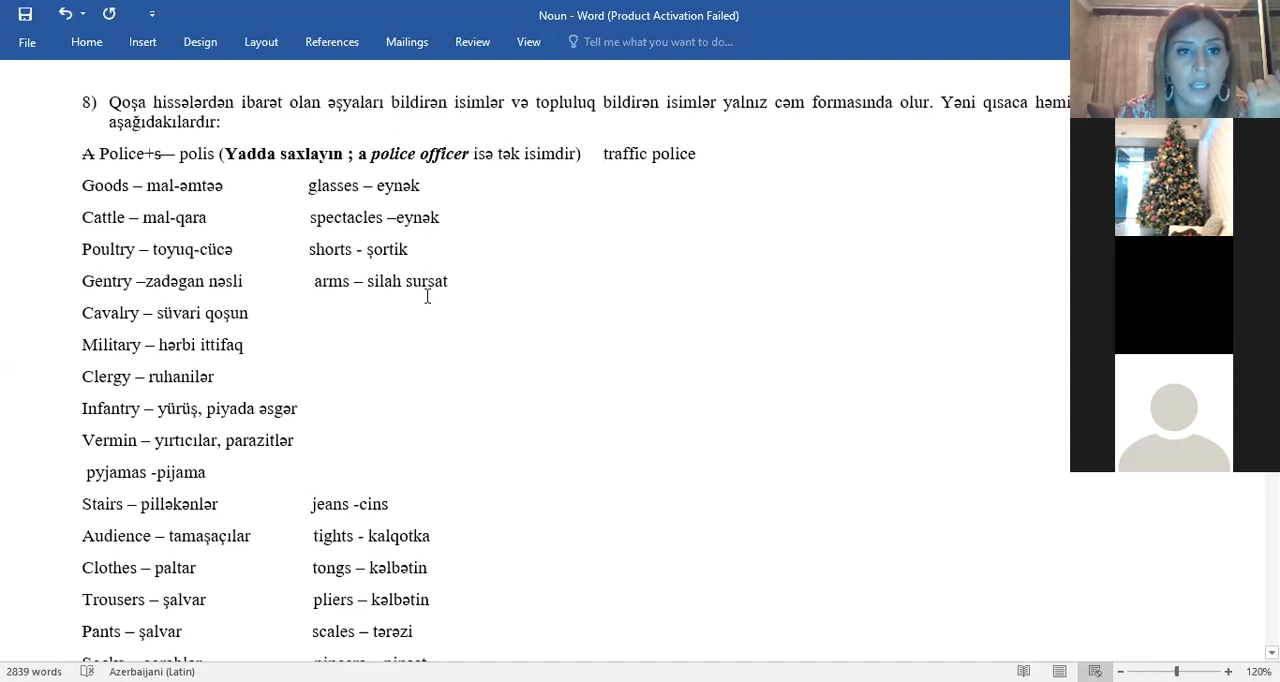 Noun - Word (Product Activation Failed)
File Home Insert Design Layout References Mailings Review View Tell me what you want to do...
8) Qoşa hissələrdən ibarət olan əşyaları bildirən isimlər və topluluq bildirən isimlər yalnız cəm formasında olur. Yəni qısaca həmi
aşağıdakılardır:
A Police+s— polis (Yadda saxlayın ; a police officer isə tək isimdir) traffic police
Goods – mal-əmtəə glasses – eynək
Cattle – mal-qara spectacles –eynək
Poultry – toyuq-cücə shorts - şortik
Gentry –zadəgan nəsli arms – silah sursat
Cavalry – süvari qoşun
Military – hərbi ittifaq
Clergy – ruhanilər
Infantry – yürüş, piyada əsgər
Vermin – yırtıcılar, parazitlər
pyjamas -pijama
Stairs – pilləkənlər jeans -cins
Audience – tamaşaçılar tights - kalqotka
Clothes – paltar tongs – kəlbətin
Trousers – şalvar pliers – kəlbətin
Pants – şalvar scales – tərəzi
2839 words Azerbaijani (Latin) 120%